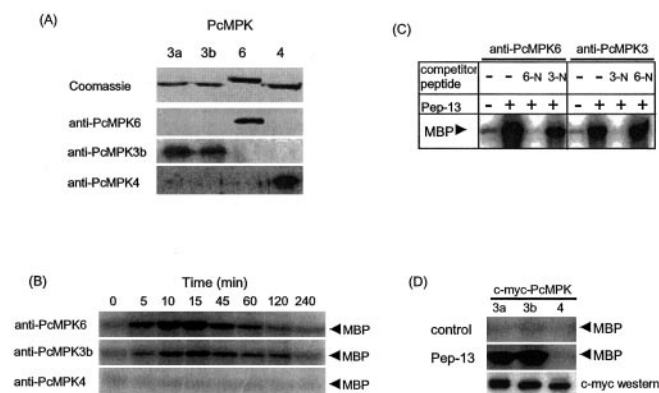 (A)
PcMPK
3a 3b 6 4
Coomassie
anti-PcMPK6
anti-PcMPK3b
anti-PcMPK4
(C)
anti-PcMPK6 anti-PcMPK3
competitor peptide - - 6-N 3-N - - 3-N 6-N
Pep-13 - + + + - + + +
MBP
(B)
Time (min)
0 5 10 15 45 60 120 240
anti-PcMPK6 MBP
anti-PcMPK3b MBP
anti-PcMPK4 MBP
(D)
c-myc-PcMPK
3a 3b 4
control MBP
Pep-13 MBP
c-myc western